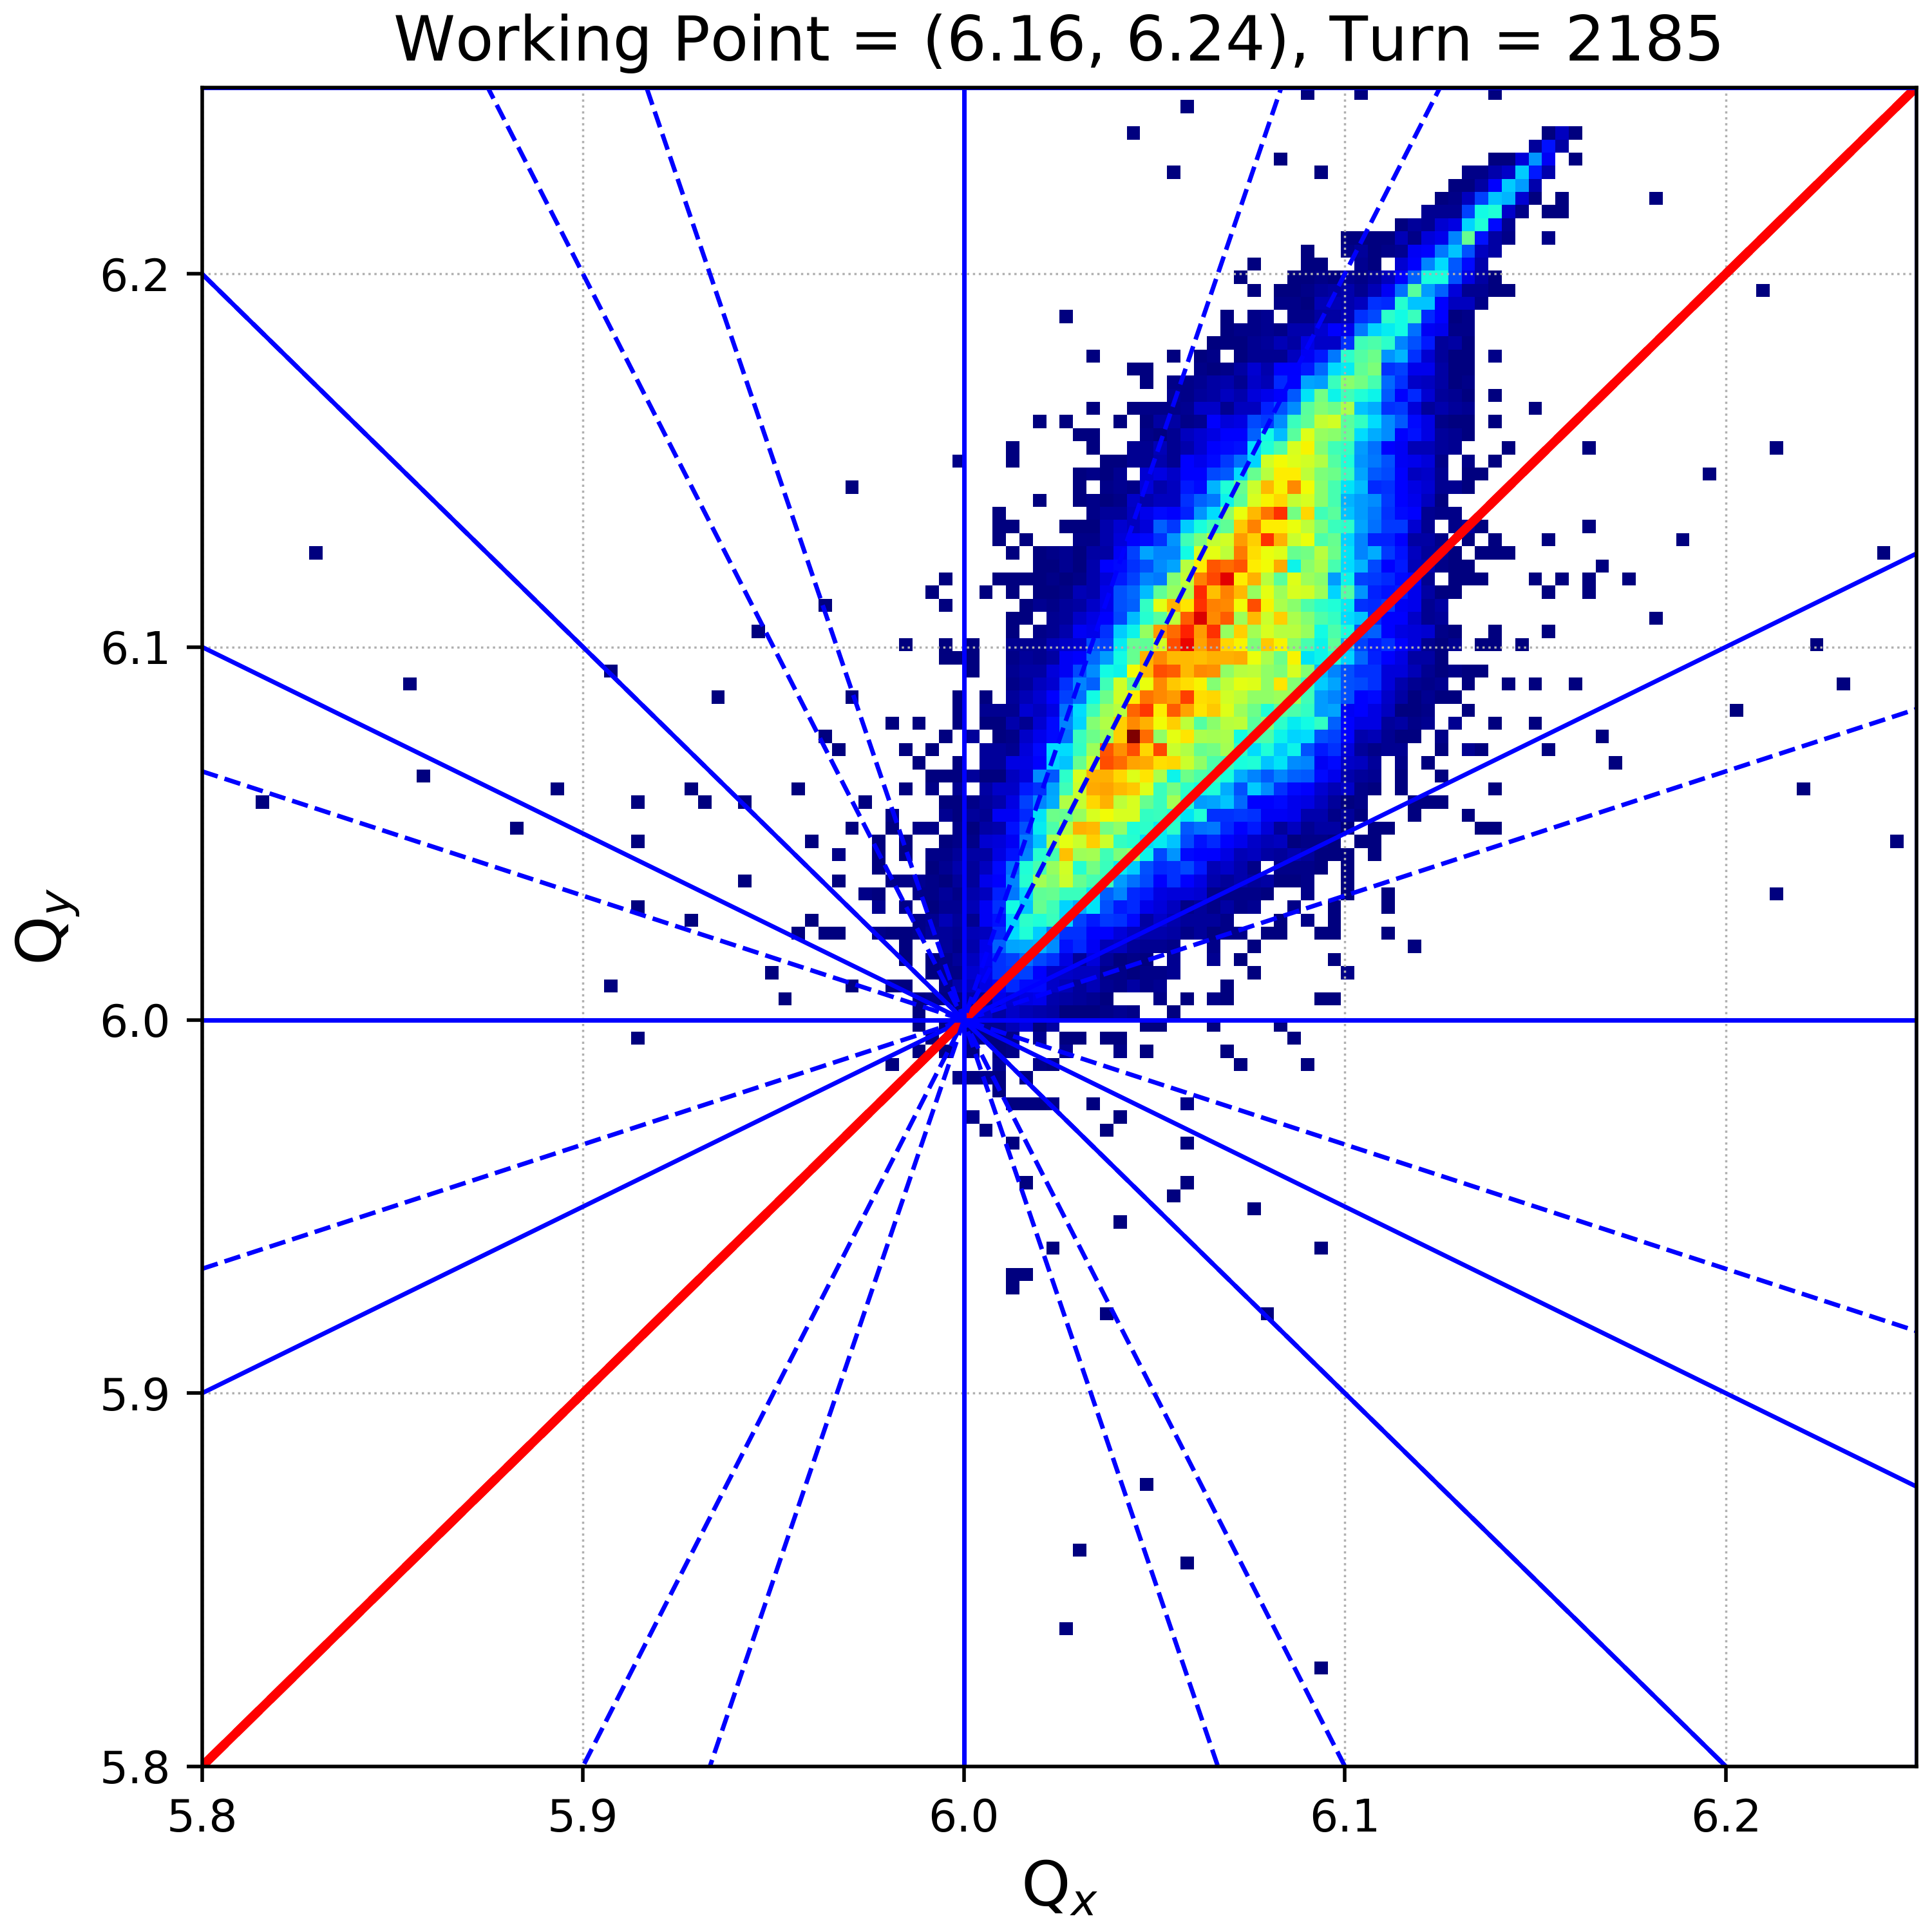 Working Point = (6.16, 6.24), Turn = 2185
6.2
6.1
6.0
5.9
5.8
Qy
5.8 5.9 6.0 6.1 6.2
Qx